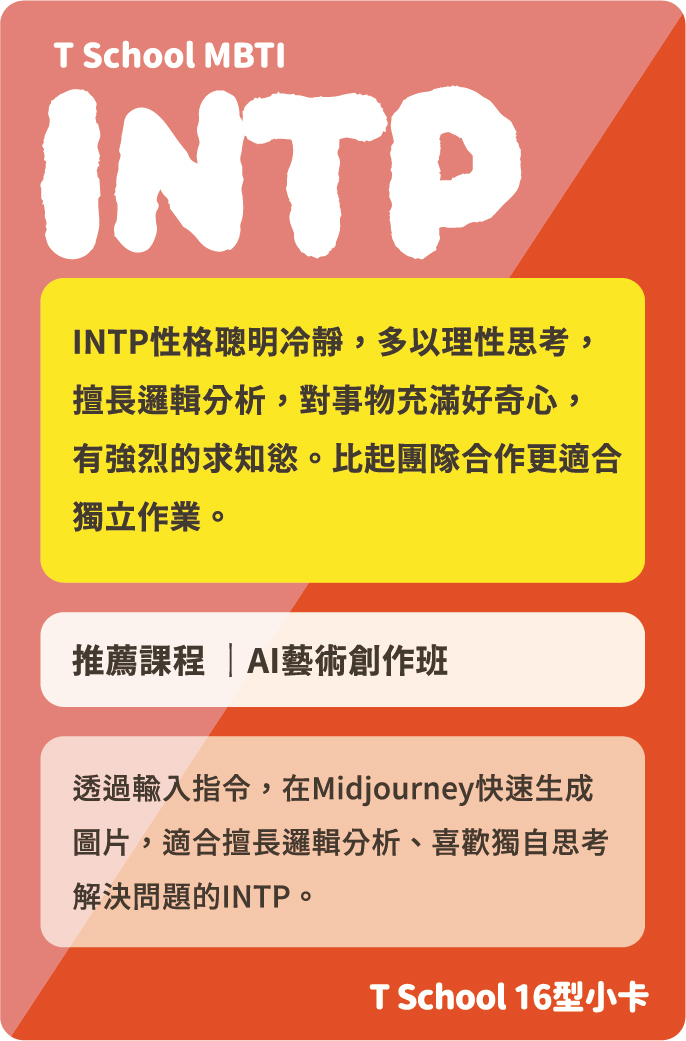 T School MBTI
INTP
INTP性格聰明冷靜，多以理性思考，
擅長邏輯分析，對事物充滿好奇心，
有強烈的求知慾。比起團隊合作更適合
獨立作業。
推薦課程｜AI藝術創作班
透過輸入指令，在Midjourney快速生成
圖片，適合擅長邏輯分析、喜歡獨自思考
解決問題的INTP。
T School 16型小卡